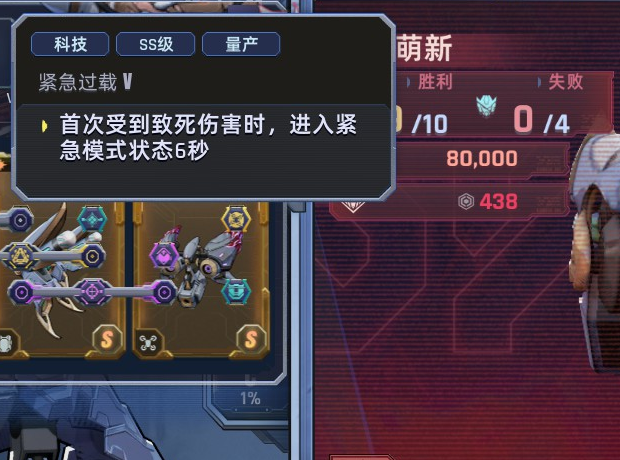 科技 SS级 量产
紧急过载 V
首次受到致死伤害时，进入紧
急模式状态6秒
萌新
胜利 失败
/10 0 /4
80,000
438
S S
1%